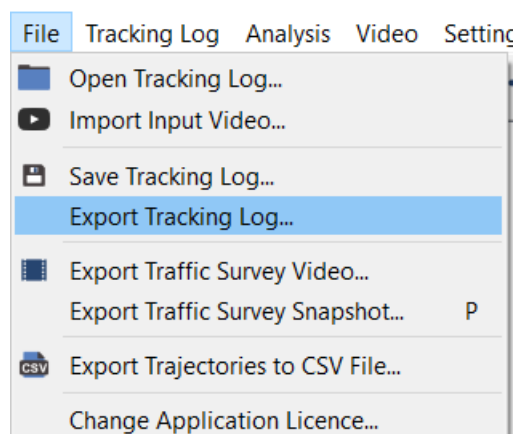 File Tracking Log Analysis Video Setting
Open Tracking Log...
Import Input Video...
Save Tracking Log...
Export Tracking Log...
Export Traffic Survey Video...
Export Traffic Survey Snapshot... P
CSV Export Trajectories to CSV File...
Change Application Licence...